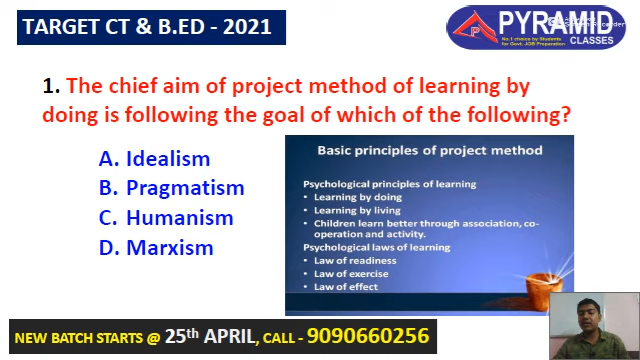 TARGET CT & B.ED - 2021
PYRAMID
CLASSES
No.1 choice by Students
for Govt. JOB Preparation
Recorder
1. The chief aim of project method of learning by
doing is following the goal of which of the following?
A. Idealism
B. Pragmatism
C. Humanism
D. Marxism
Basic principles of project method
Psychological principles of learning
• Learning by doing
• Learning by living
• Children learn better through association, co-
operation and activity.
Psychological laws of learning
• Law of readiness
• Law of exercise
• Law of effect
NEW BATCH STARTS @ 25th APRIL, CALL - 9090660256